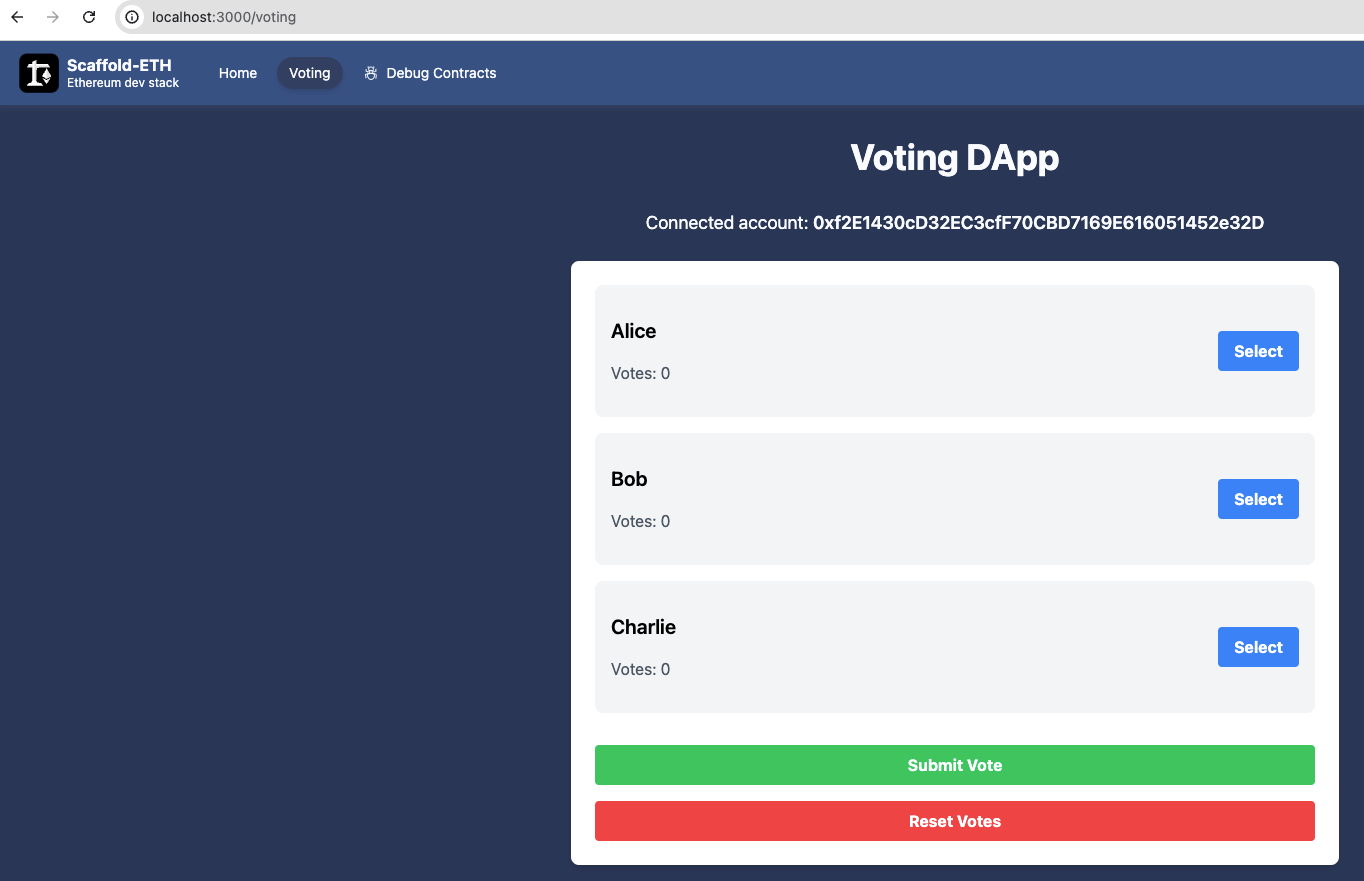 localhost:3000/voting
Scaffold-ETH
Ethereum dev stack
Home
Voting
Debug Contracts
Voting DApp
Connected account: 0xf2E1430cD32EC3cfF70CBD7169E616051452e32D
Alice
Votes: 0
Select
Bob
Votes: 0
Select
Charlie
Votes: 0
Select
Submit Vote
Reset Votes